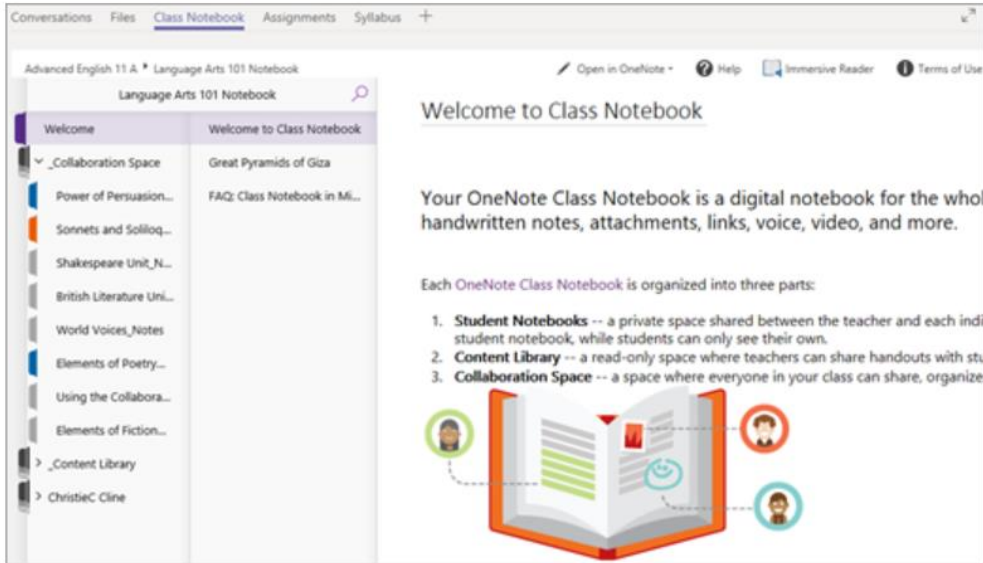 Conversations Files Class Notebook Assignments Syllabus +
Advanced English 11 A Language Arts 101 Notebook
Open in OneNote Help Immersive Reader Terms of Use
Language Arts 101 Notebook
Welcome
_Collaboration Space
Power of Persuasion...
Sonnets and Soliloq...
Shakespeare Unit_N...
British Literature Uni...
World Voices_Notes
Elements of Poetry...
Using the Collabora...
Elements of Fiction...
_Content Library
ChristieC Cline
Welcome to Class Notebook
Great Pyramids of Giza
FAQ: Class Notebook in Mi...
Welcome to Class Notebook
Your OneNote Class Notebook is a digital notebook for the whol
handwritten notes, attachments, links, voice, video, and more.
Each OneNote Class Notebook is organized into three parts:
1. Student Notebooks -- a private space shared between the teacher and each indi
student notebook, while students can only see their own.
2. Content Library -- a read-only space where teachers can share handouts with stu
3. Collaboration Space -- a space where everyone in your class can share, organize